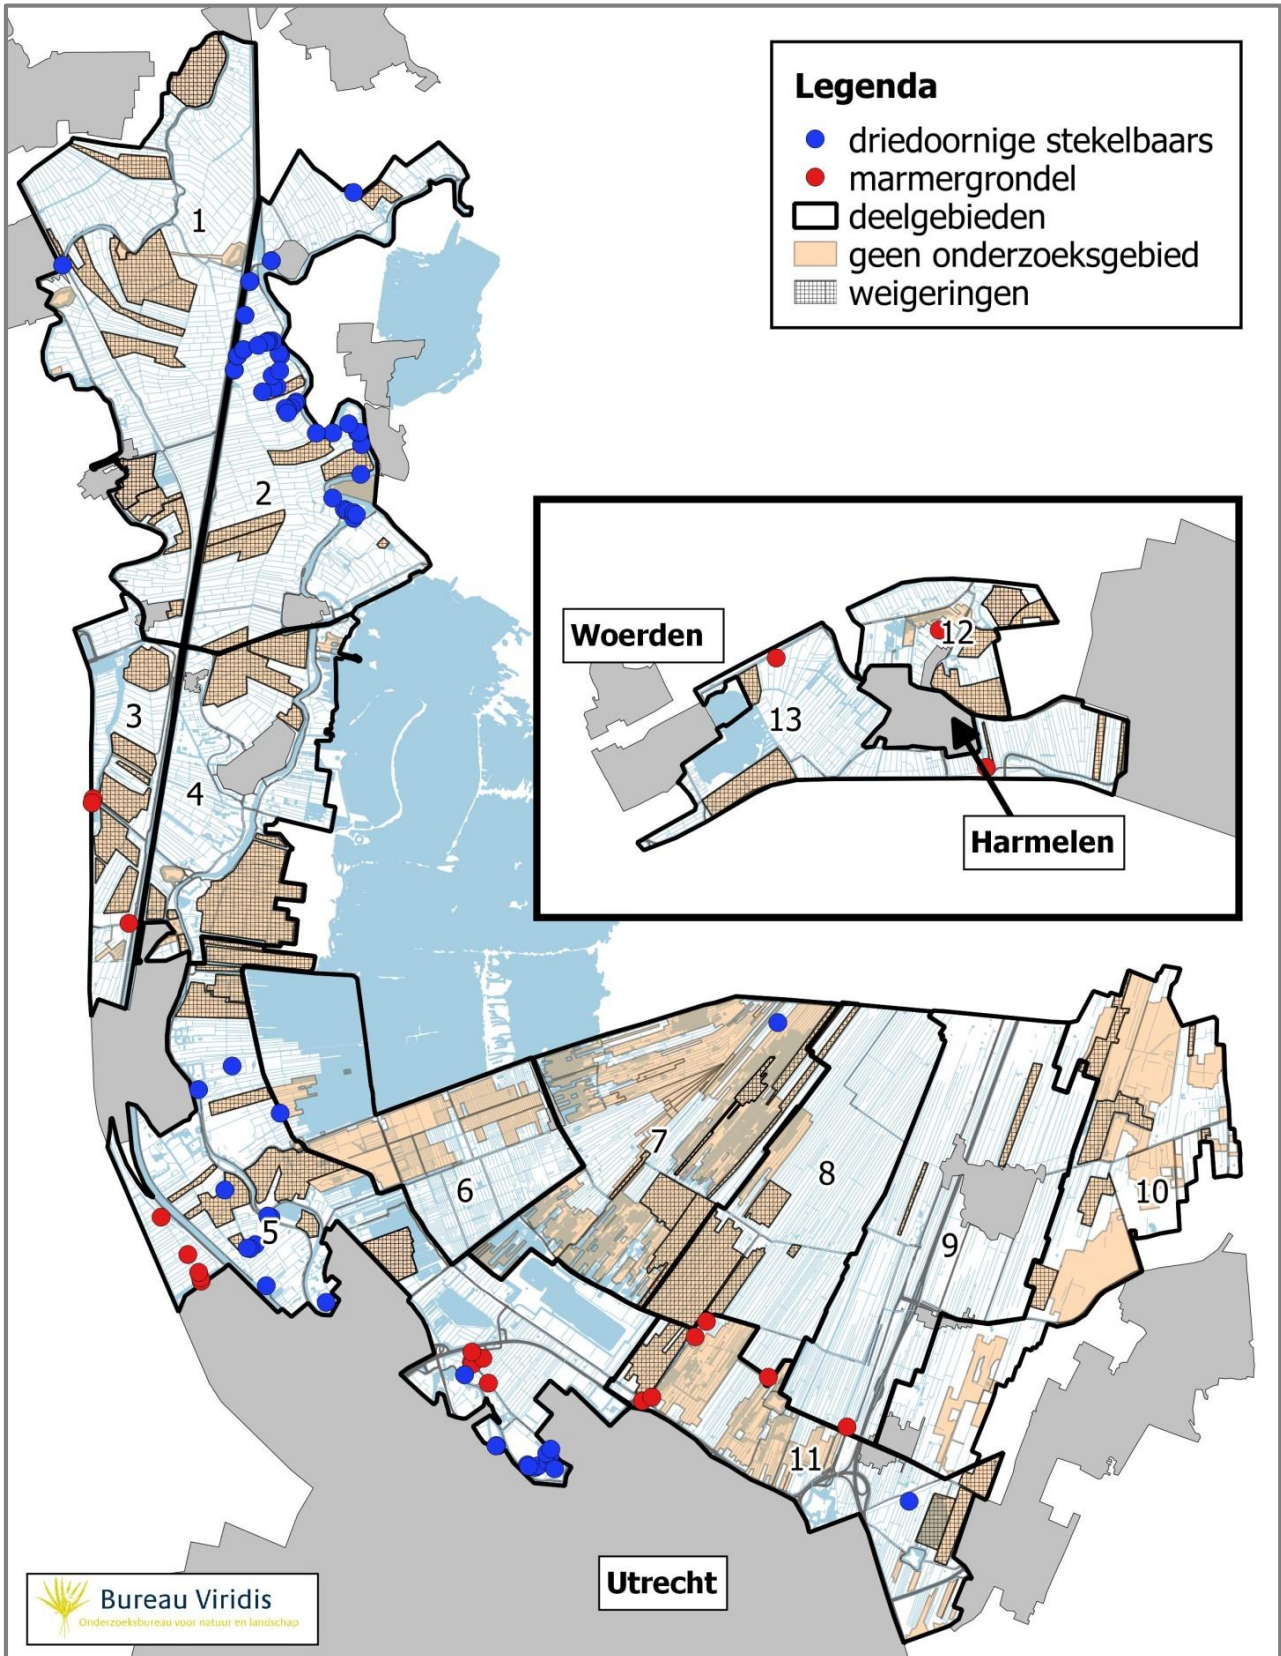 Legenda
driedoornige stekelbaars
marmergrondel
deelgebieden
geen onderzoeksgebied
weigeringen
1
2
3
4
Woerden
12
13
Harmelen
5
6
7
8
9
10
11
Utrecht
Bureau Viridis
Onderzoeksbureau voor natuur en landschap